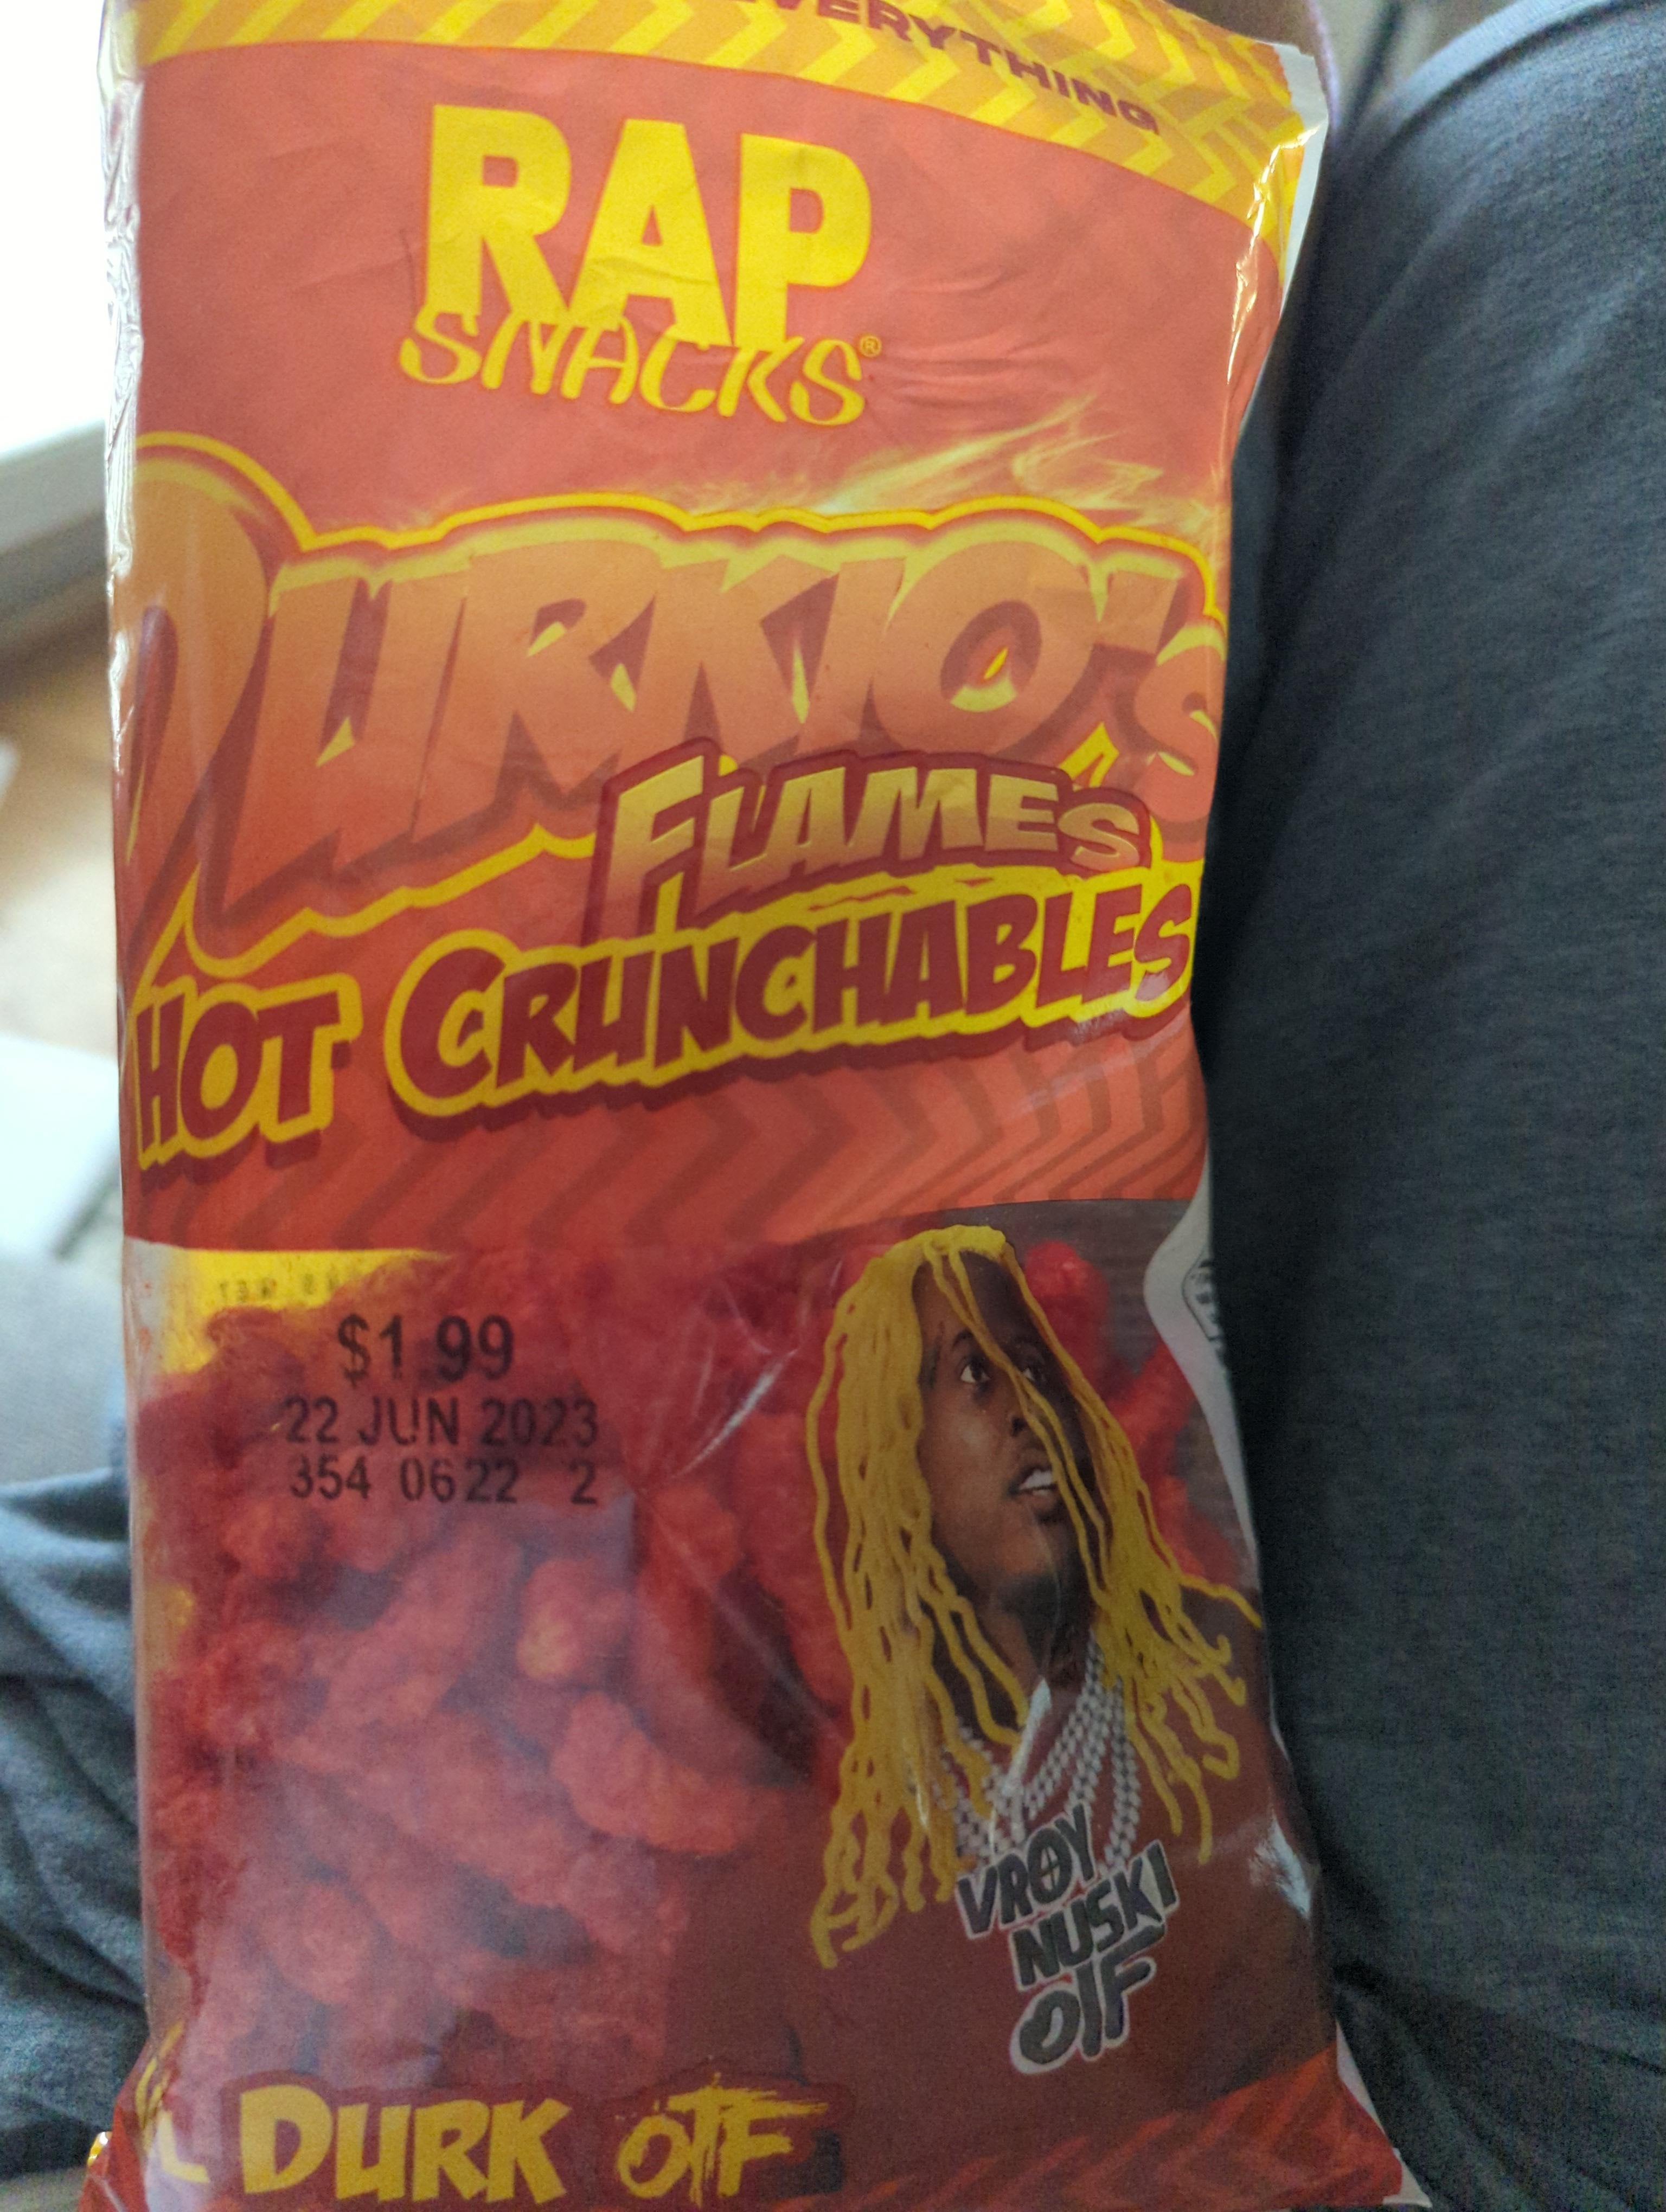 EVERYTHING
RAP
SNACKS®
DURKIO'S
FLAMES
HOT CRUNCHABLES
$1.99
22 JUN 2023
354 0622 2
VROY
NUSKI
OTF
DURK OTF